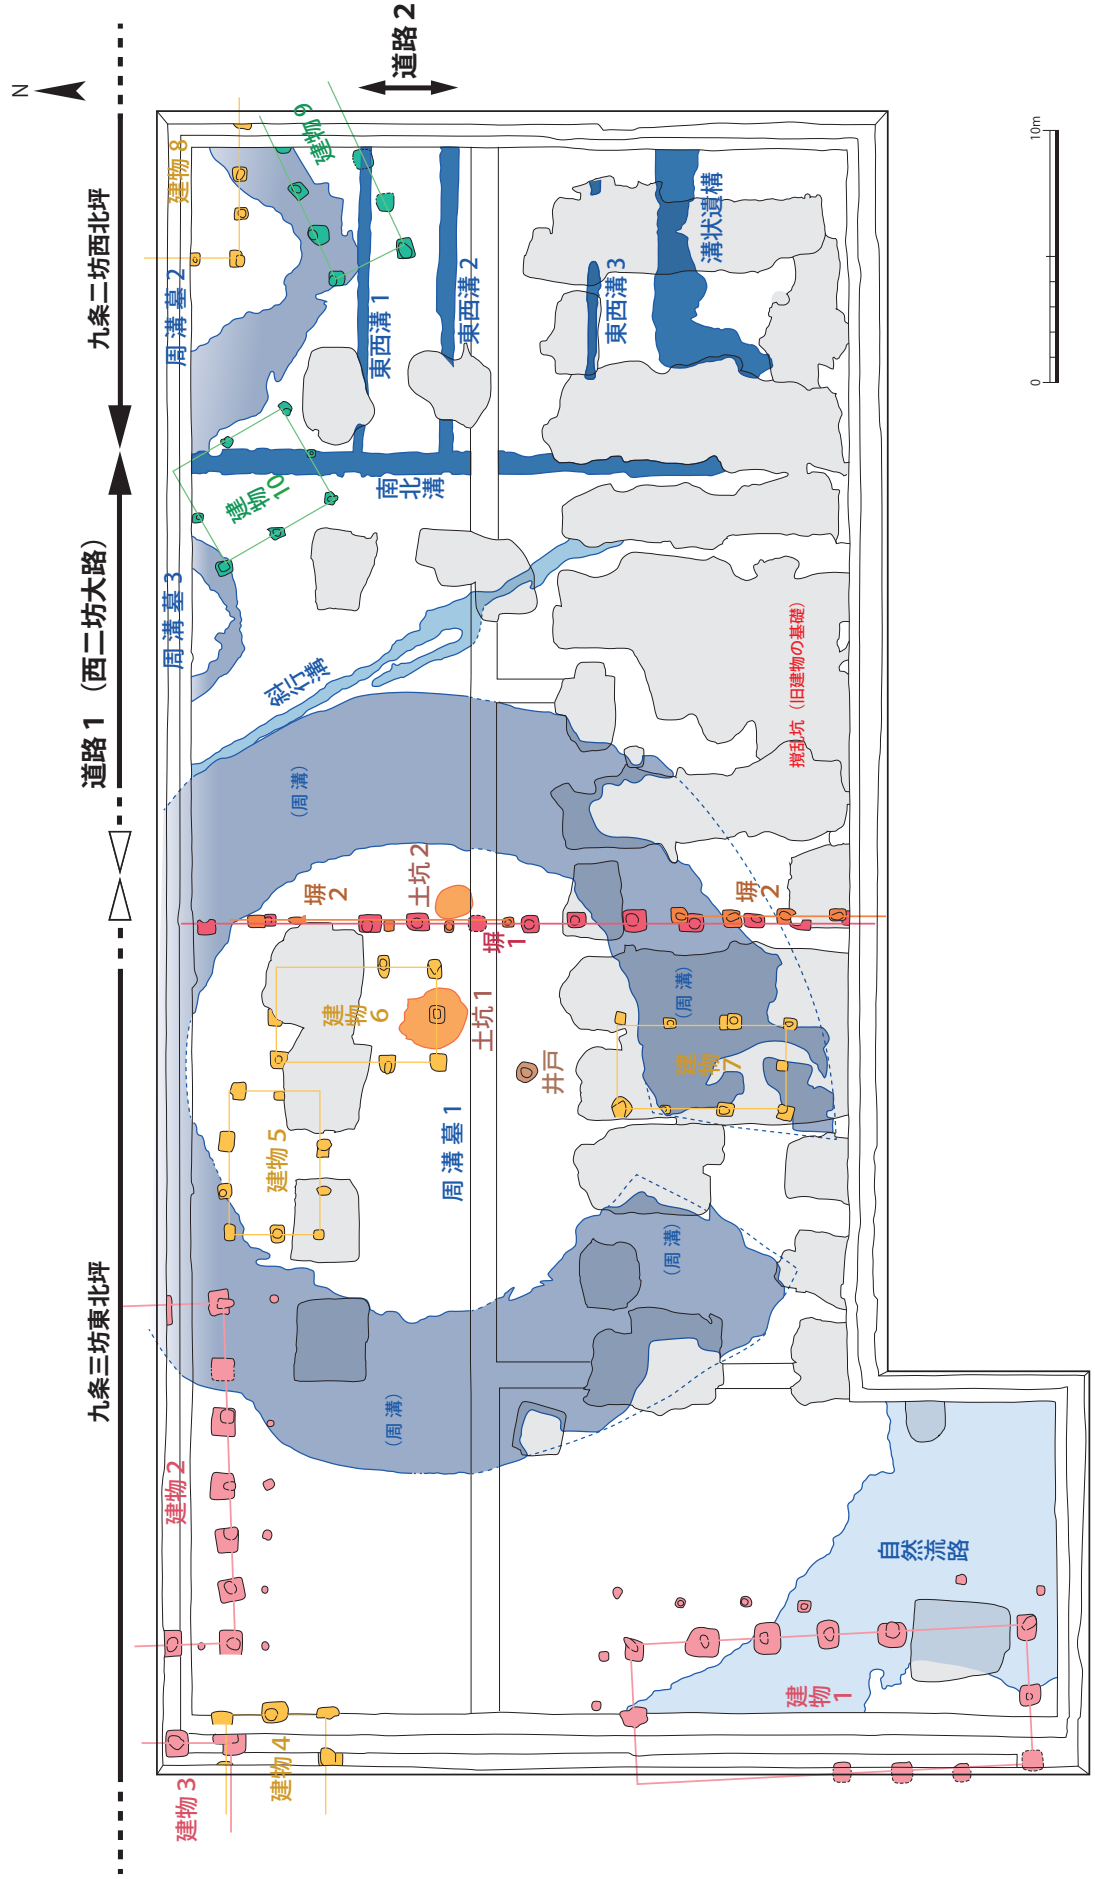 N
道路 2
九条二坊西北坪
道路 1（西二坊大路）
九条三坊東北坪
10m
0
建物 8
建物 9
周 溝 墓 2
東西溝 1
東西溝 2
東西溝 3
溝状遺構
建物
10
南北溝
周 溝 墓 3
斜行溝
（周 溝）
攪乱坑（旧建物の基礎）
塀
2
土坑 2
塀
1
塀
2
建物
6
土坑 1
井戸
（周 溝）
建物
7
建物 5
周 溝 墓 1
（周 溝）
（周 溝）
建物 2
自然流路
建物
1
建物 4
建物 3